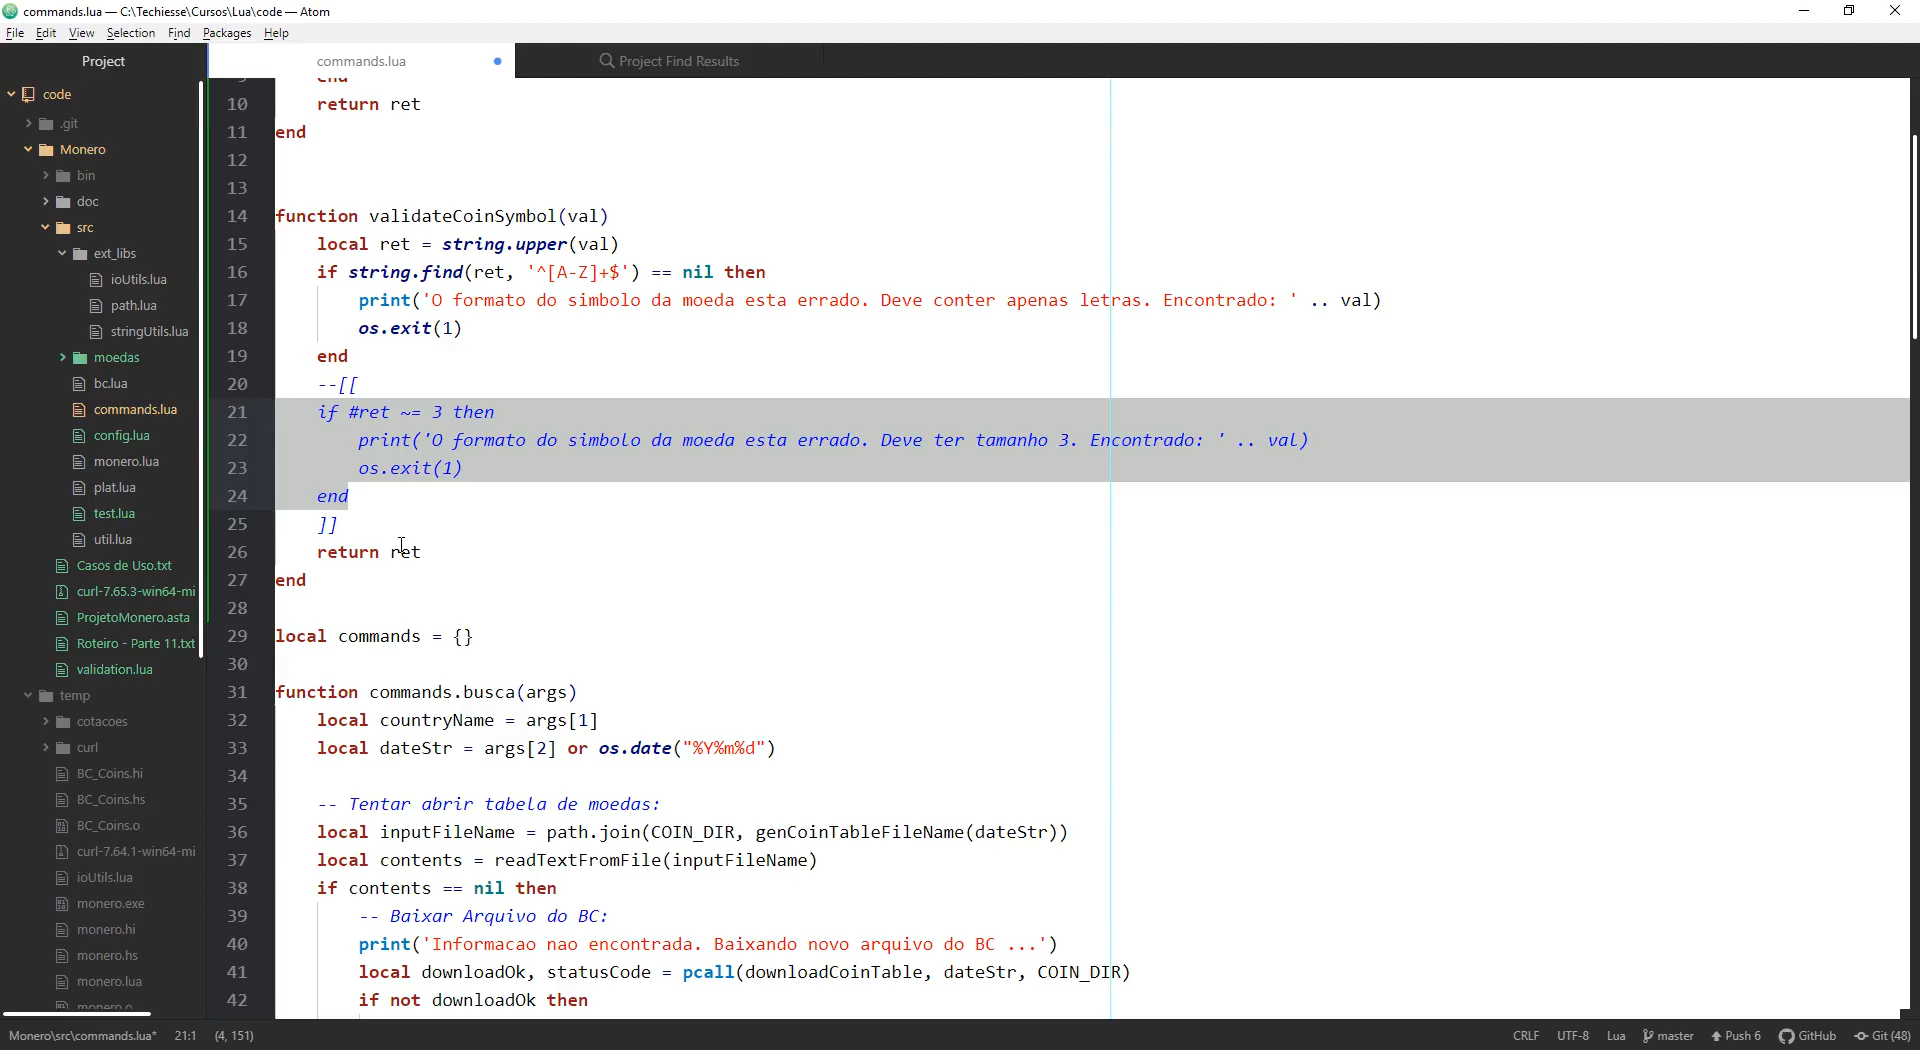 commands.lua — C:\Techiesse\Cursos\Lua\code — Atom
File Edit View Selection Find Packages Help
Project
commands.lua
Project Find Results
code
.git
Monero
bin
doc
src
ext_libs
ioUtils.lua
path.lua
stringUtils.lua
moedas
bc.lua
commands.lua
config.lua
monero.lua
plat.lua
test.lua
util.lua
Casos de Uso.txt
curl-7.65.3-win64-mi
ProjetoMonero.asta
Roteiro - Parte 11.txt
validation.lua
temp
cotacoes
curl
BC_Coins.hi
BC_Coins.hs
BC_Coins.o
curl-7.64.1-win64-mi
ioUtils.lua
monero.exe
monero.hi
monero.hs
monero.lua
monero.o
9 end
10 return ret
11 end
12
13
14 function validateCoinSymbol(val)
15 local ret = string.upper(val)
16 if string.find(ret, '^[A-Z]+$') == nil then
17 print('O formato do simbolo da moeda esta errado. Deve conter apenas letras. Encontrado: ' .. val)
18 os.exit(1)
19 end
20 --[[
21 if #ret ~= 3 then
22 print('O formato do simbolo da moeda esta errado. Deve ter tamanho 3. Encontrado: ' .. val)
23 os.exit(1)
24 end
25 ]]
26 return ret
27 end
28
29 local commands = {}
30
31 function commands.busca(args)
32 local countryName = args[1]
33 local dateStr = args[2] or os.date("%Y%m%d")
34
35 -- Tentar abrir tabela de moedas:
36 local inputFileName = path.join(COIN_DIR, genCoinTableFileName(dateStr))
37 local contents = readTextFromFile(inputFileName)
38 if contents == nil then
39 -- Baixar Arquivo do BC:
40 print('Informacao nao encontrada. Baixando novo arquivo do BC ...')
41 local downloadOk, statusCode = pcall(downloadCoinTable, dateStr, COIN_DIR)
42 if not downloadOk then
Monero\src\commands.lua* 21:1 (4, 151)
CRLF UTF-8 Lua master Push 6 GitHub Git (48)